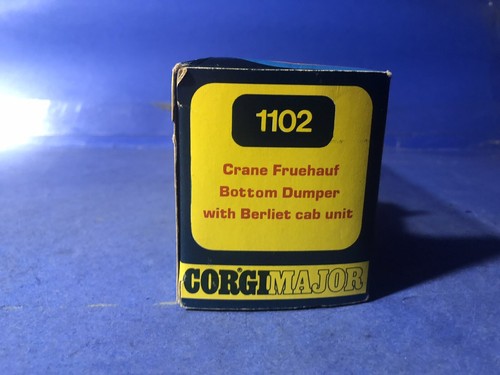 1102
Crane Fruehauf
Bottom Dumper
with Berliet cab unit
CORGI MAJOR